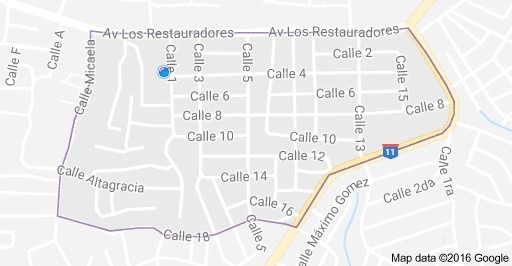 Av Los Restauradores
Av Los Restauradores
Calle F
Calle A
Calle Micaela
Calle 1
Calle 3
Calle 5
Calle 2
Calle 4
Calle 15
Calle 6
Calle 6
Calle 8
Calle 8
Calle 10
Calle 10
Calle 13
Calle 12
11
Calle 14
Calle Altagracia
Calle 1ra
Calle 2da
Calle 16
Calle Máximo Gomez
Calle 18
Calle 5
Map data ©2016 Google